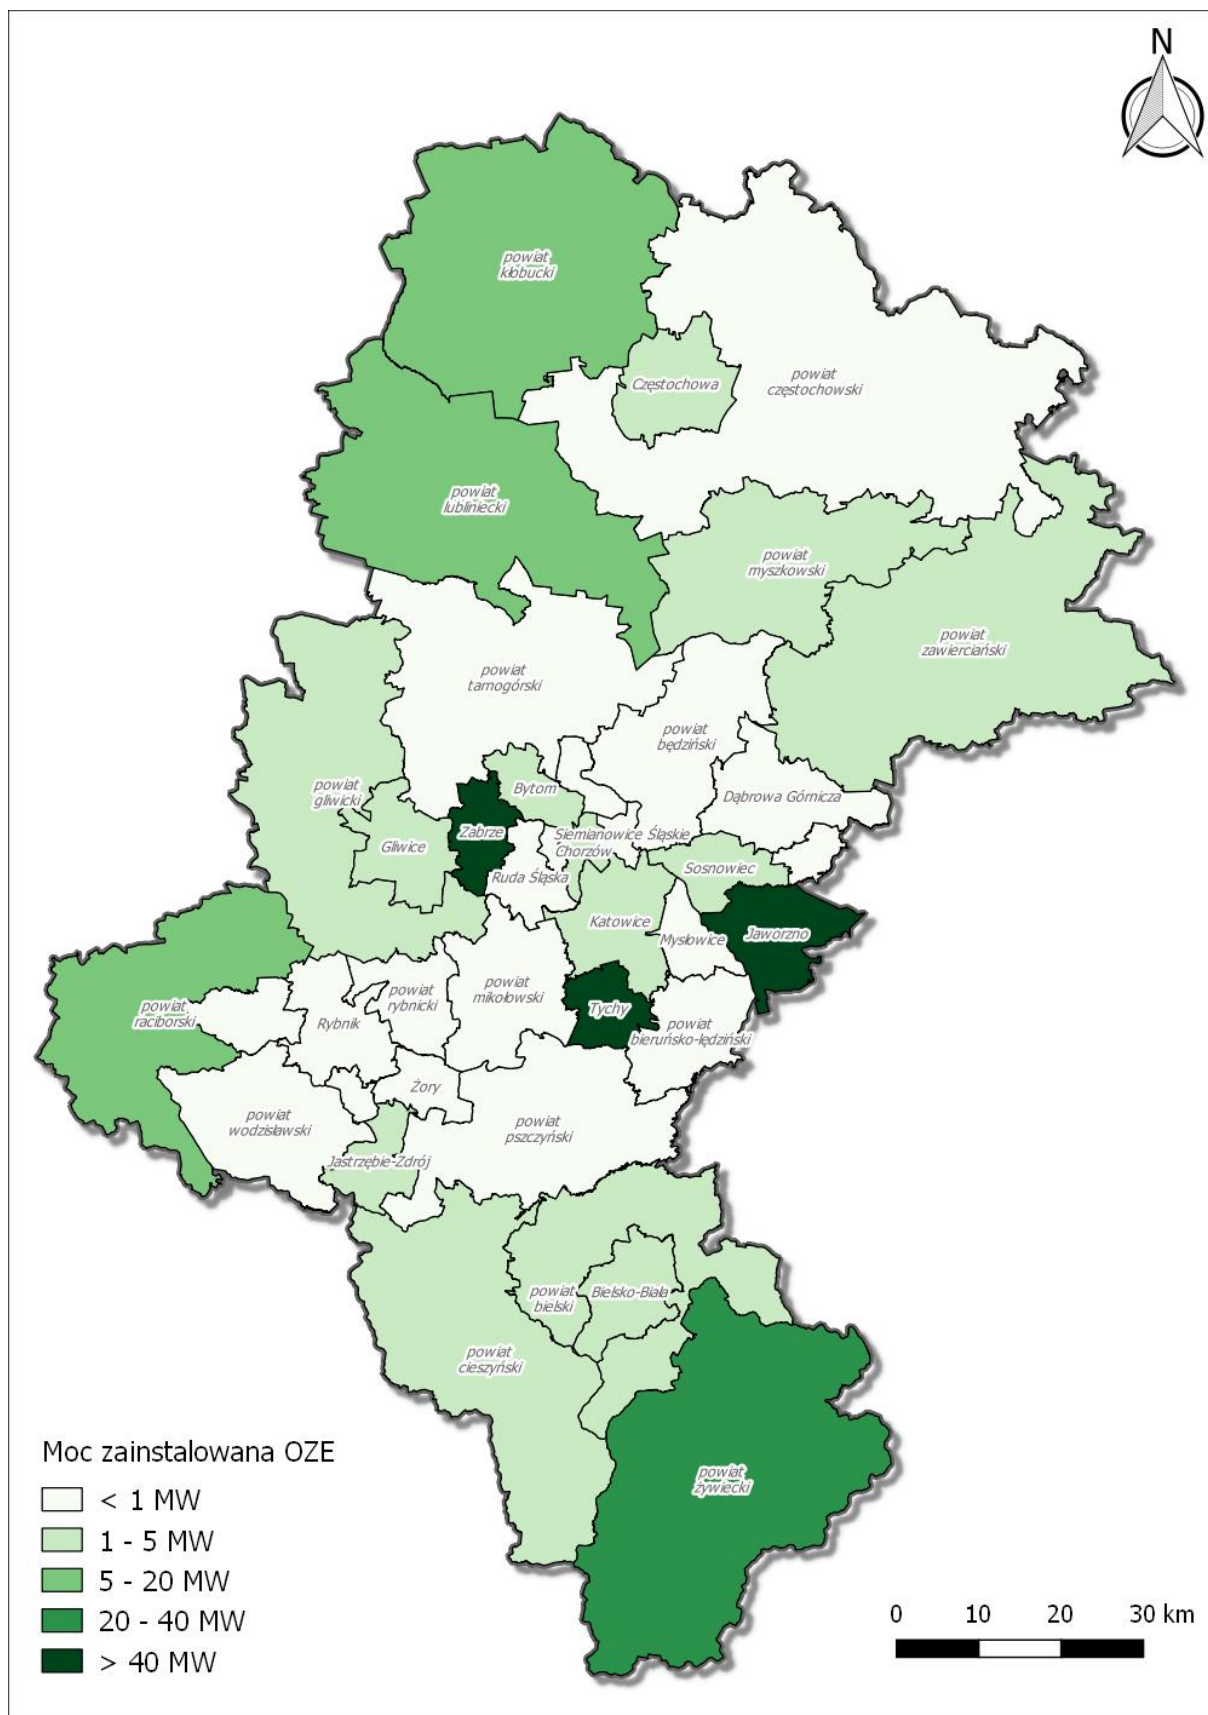 N
powiat
kłobucki
Częstochowa
powiat
częstochowski
powiat
lubliniecki
powiat
myszkowski
powiat
zawierciański
powiat
tarnogórski
powiat
będziński
powiat
gliwicki
Bytom
Dąbrowa Górnicza
Gliwice
Zabrze
Siemianowice Śląskie
Chorzów
Ruda Śląska
Sosnowiec
Katowice
Mysłowice
Jaworzno
powiat
raciborski
Rybnik
powiat
rybnicki
powiat
mikołowski
Tychy
powiat
bieruńsko-lędziński
Żory
powiat
wodzisławski
powiat
pszczyński
Jastrzębie-Zdrój
powiat
bielski
Bielsko-Biała
powiat
cieszyński
powiat
żywiecki
Moc zainstalowana OZE
< 1 MW
1 - 5 MW
5 - 20 MW
20 - 40 MW
> 40 MW
0 10 20 30 km